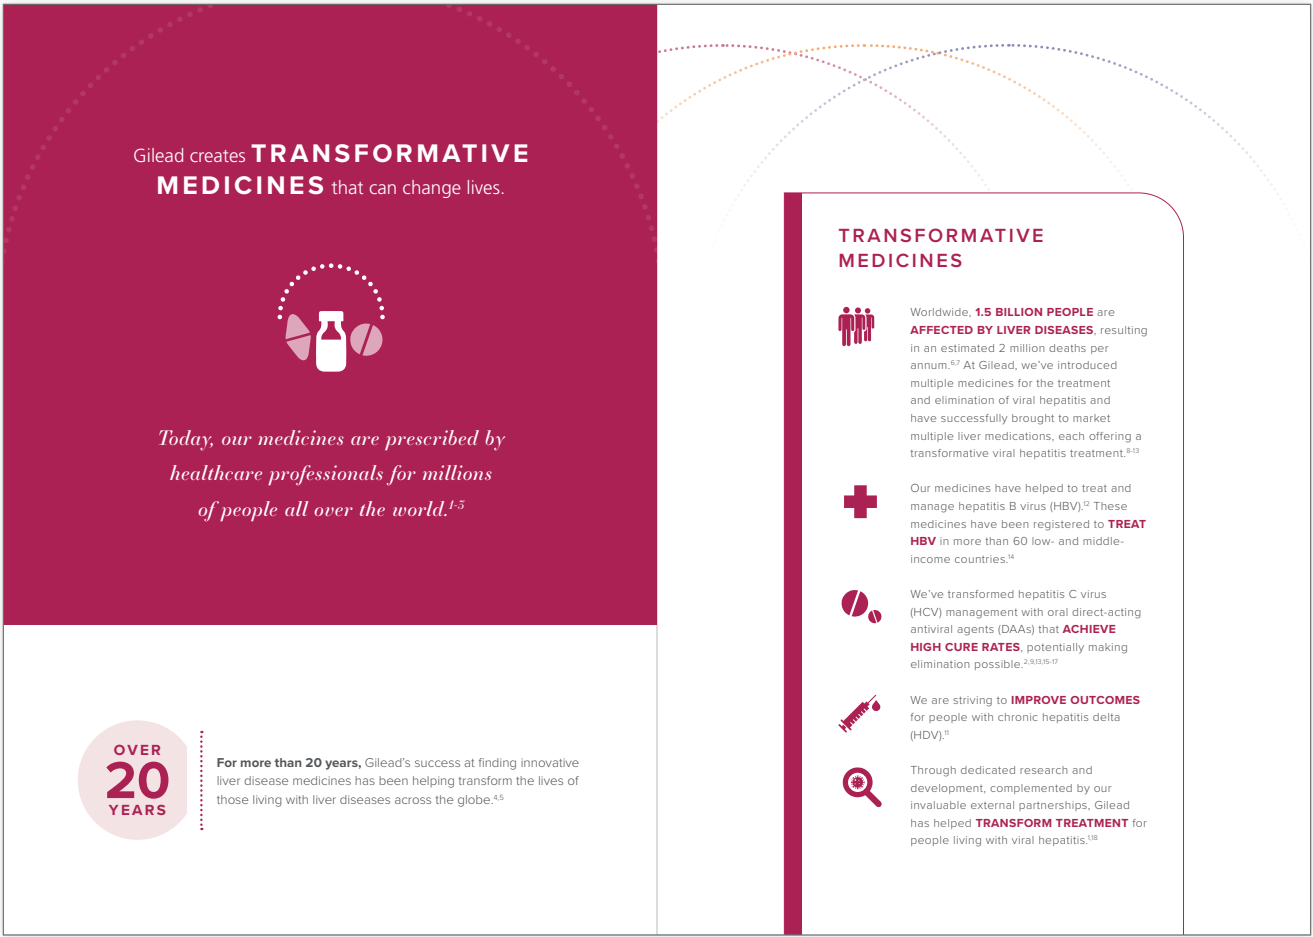 Gilead creates TRANSFORMATIVE
MEDICINES that can change lives.
Today, our medicines are prescribed by
healthcare professionals for millions
of people all over the world.1-3
OVER
20
YEARS
For more than 20 years, Gilead's success at finding innovative
liver disease medicines has been helping transform the lives of
those living with liver diseases across the globe.4,5
TRANSFORMATIVE
MEDICINES
Worldwide, 1.5 BILLION PEOPLE are
AFFECTED BY LIVER DISEASES, resulting
in an estimated 2 million deaths per
annum.6,7 At Gilead, we've introduced
multiple medicines for the treatment
and elimination of viral hepatitis and
have successfully brought to market
multiple liver medications, each offering a
transformative viral hepatitis treatment.8-13
Our medicines have helped to treat and
manage hepatitis B virus (HBV).12 These
medicines have been registered to TREAT
HBV in more than 60 low- and middle-
income countries.14
We've transformed hepatitis C virus
(HCV) management with oral direct-acting
antiviral agents (DAAs) that ACHIEVE
HIGH CURE RATES, potentially making
elimination possible.2,9,13,15-17
We are striving to IMPROVE OUTCOMES
for people with chronic hepatitis delta
(HDV).11
Through dedicated research and
development, complemented by our
invaluable external partnerships, Gilead
has helped TRANSFORM TREATMENT for
people living with viral hepatitis.1,18